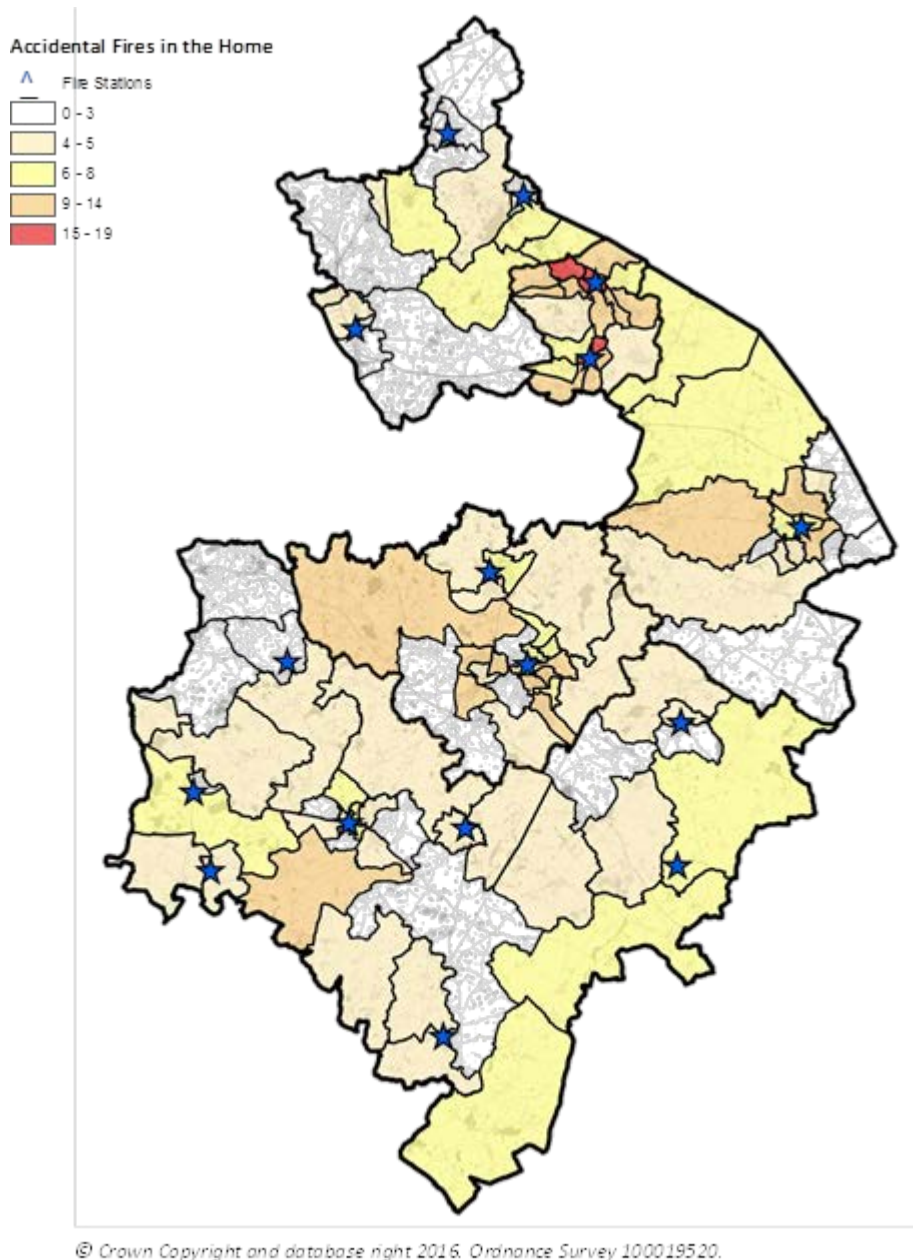 Accidental Fires in the Home
Fire Stations
0 - 3
4 - 5
6 - 8
9 - 14
15 - 19
© Crown Copyright and database right 2016. Ordnance Survey 100019520.